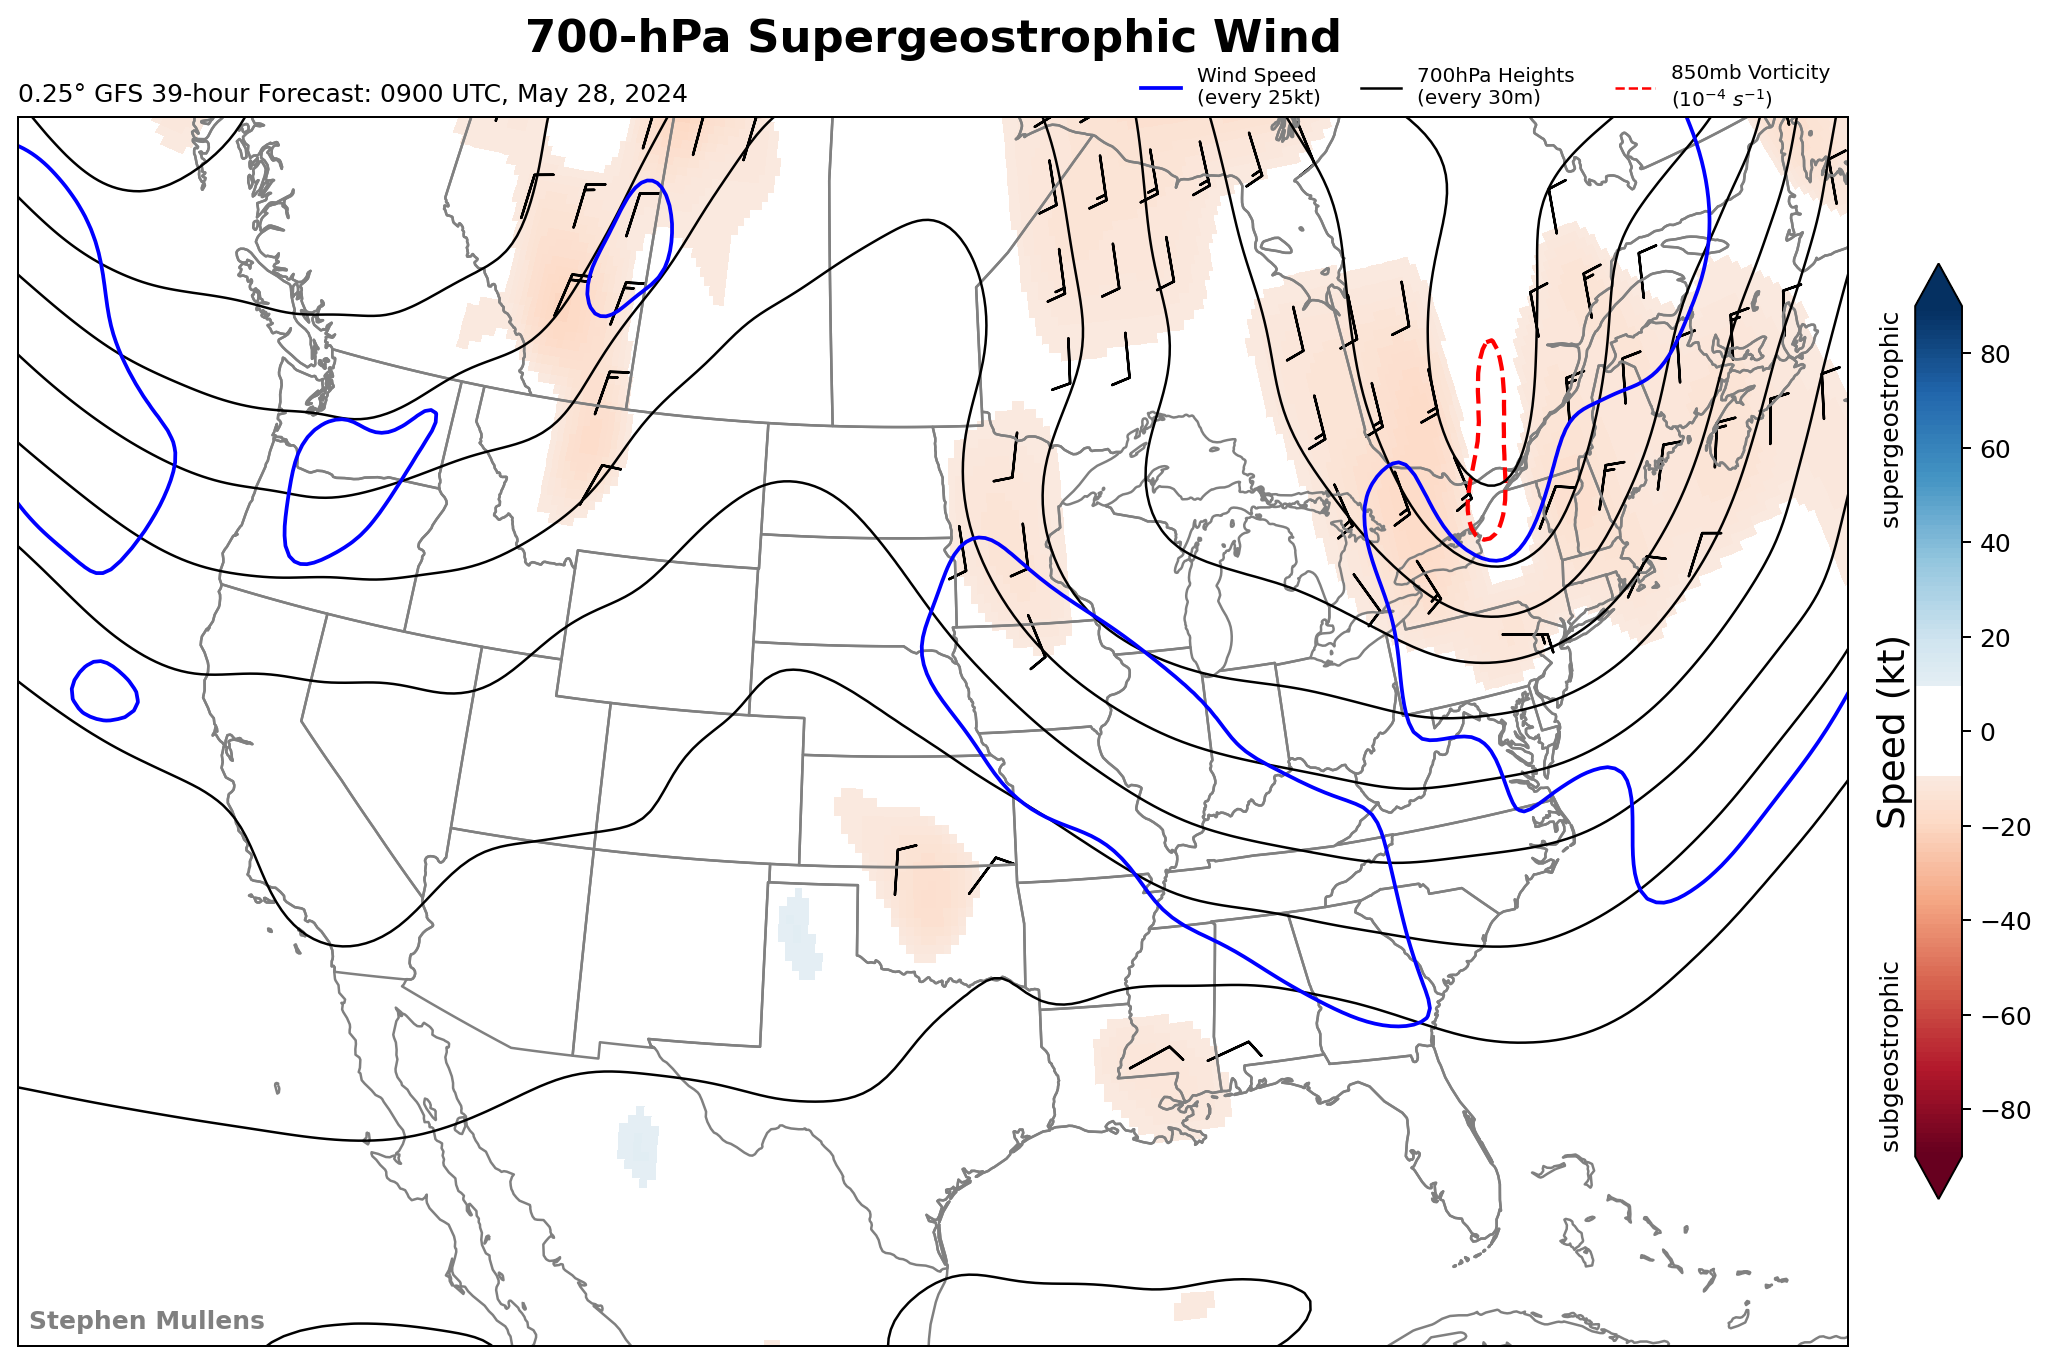 700-hPa Supergeostrophic Wind
0.25° GFS 39-hour Forecast: 0900 UTC, May 28, 2024
Wind Speed
(every 25kt)
700hPa Heights
(every 30m)
850mb Vorticity
(10⁻⁴ s⁻¹)
supergeostrophic
Speed (kt)
subgeostrophic
80
60
40
20
0
−20
−40
−60
−80
Stephen Mullens